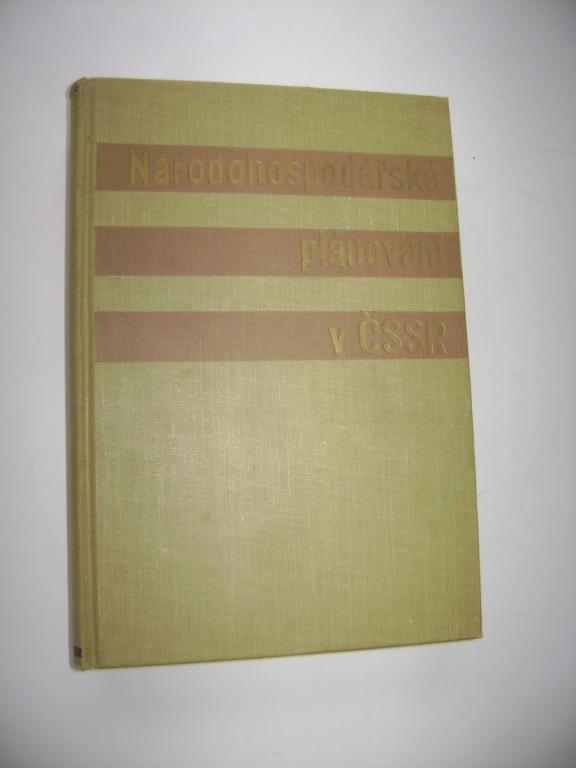 Národohospodářské
plánování
v ČSSR